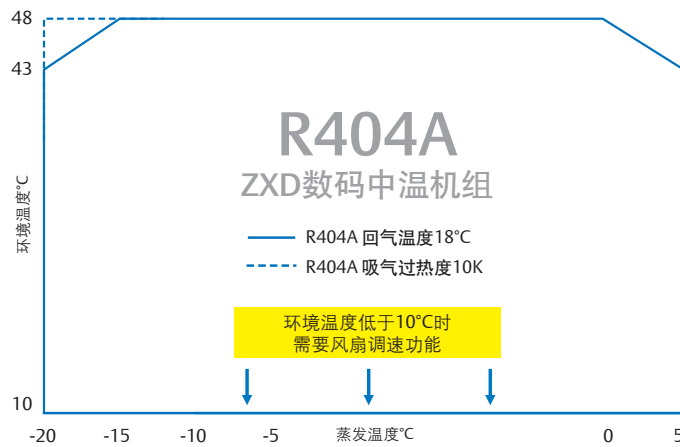 48
43
R404A
ZXD数码中温机组
环境温度°C
R404A 回气温度18°C
R404A 吸气过热度10K
环境温度低于10°C时
需要风扇调速功能
10
-20 -15 -10 -5 蒸发温度°C 0 5